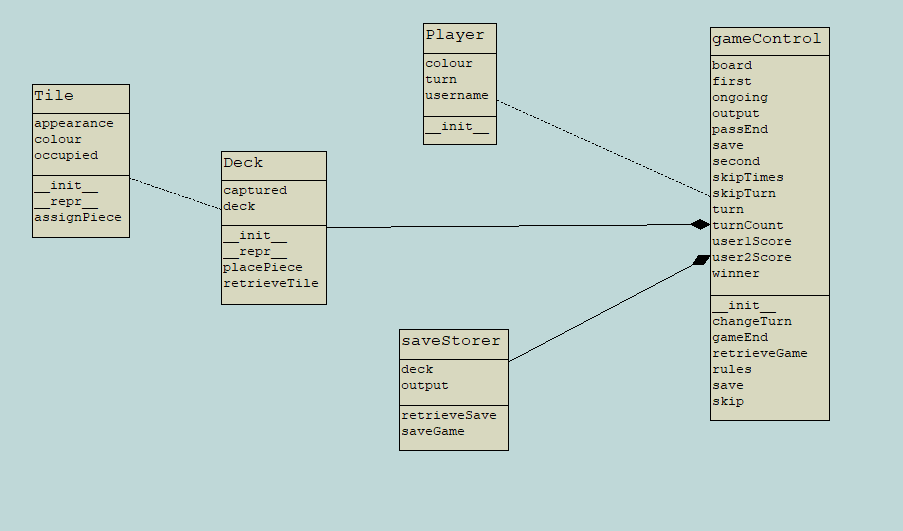 Tile
appearance
colour
occupied
__init__
__repr__
assignPiece
Deck
captured
deck
__init__
__repr__
placePiece
retrieveTile
Player
colour
turn
username
__init__
saveStorer
deck
output
retrieveSave
saveGame
gameControl
board
first
ongoing
output
passEnd
save
second
skipTimes
skipTurn
turn
turnCount
user1Score
user2Score
winner
__init__
changeTurn
gameEnd
retrieveGame
rules
save
skip